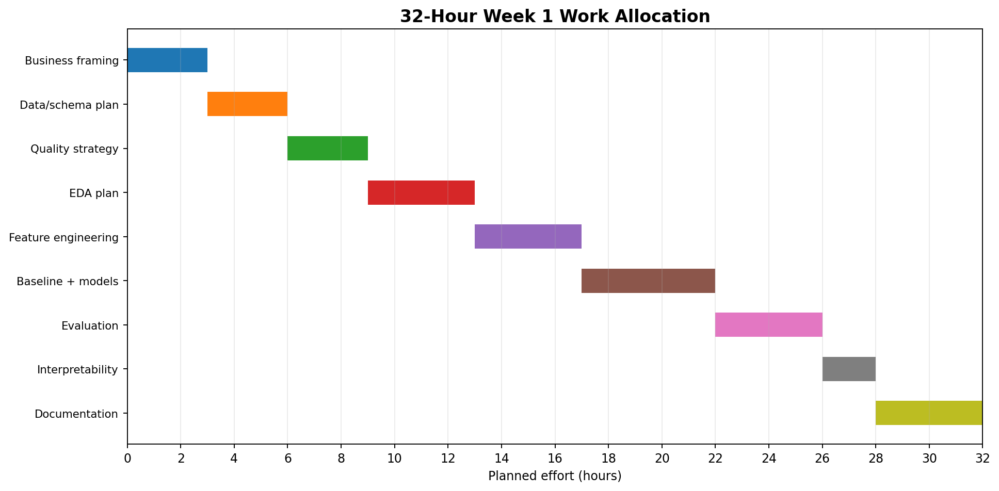 32-Hour Week 1 Work Allocation
Business framing
Data/schema plan
Quality strategy
EDA plan
Feature engineering
Baseline + models
Evaluation
Interpretability
Documentation
0 2 4 6 8 10 12 14 16 18 20 22 24 26 28 30 32
Planned effort (hours)